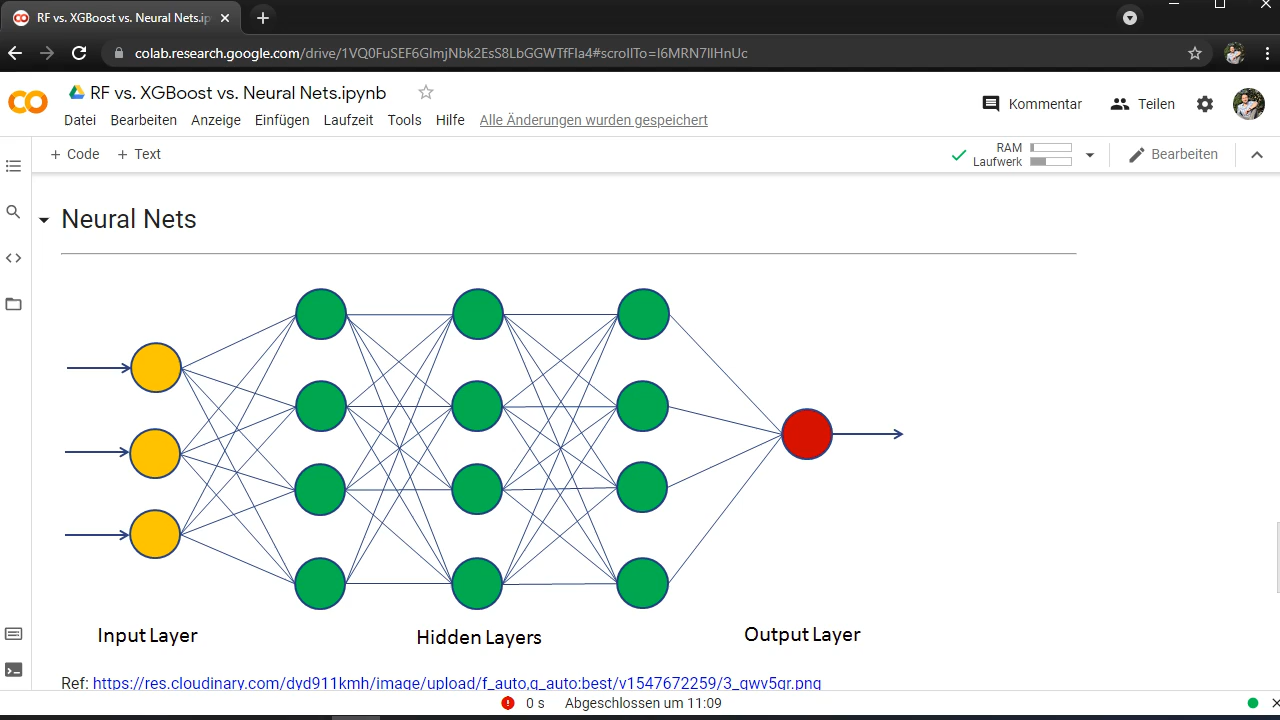 RF vs. XGBoost vs. Neural Nets.ip
colab.research.google.com/drive/1VQ0FuSEF6GlmjNbk2EsS8LbGGWTfFla4#scrollTo=I6MRN7IIHnUc
RF vs. XGBoost vs. Neural Nets.ipynb
Kommentar
Teilen
Datei Bearbeiten Anzeige Einfügen Laufzeit Tools Hilfe Alle Änderungen wurden gespeichert
+ Code + Text
RAM
Laufwerk
Bearbeiten
Neural Nets
Input Layer
Hidden Layers
Output Layer
Ref: https://res.cloudinary.com/dyd911kmh/image/upload/f_auto,q_auto:best/v1547672259/3_qwv5gr.png
0 s Abgeschlossen um 11:09